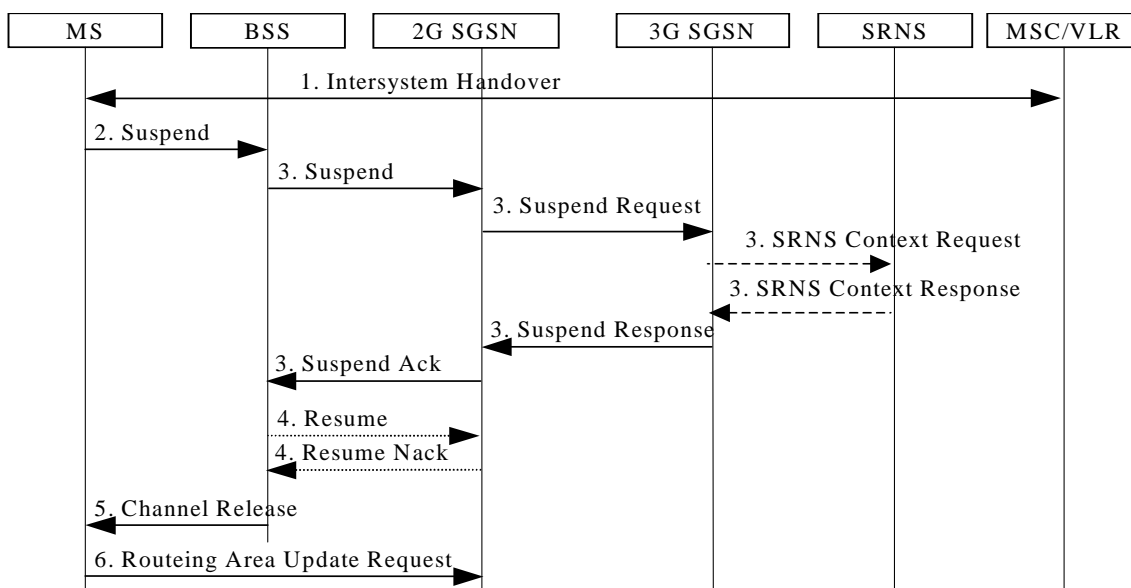 MS BSS 2G SGSN 3G SGSN SRNS MSC/VLR
1. Intersystem Handover
2. Suspend
3. Suspend
3. Suspend Request
3. SRNS Context Request
3. SRNS Context Response
3. Suspend Response
3. Suspend Ack
4. Resume
4. Resume Nack
5. Channel Release
6. Routeing Area Update Request